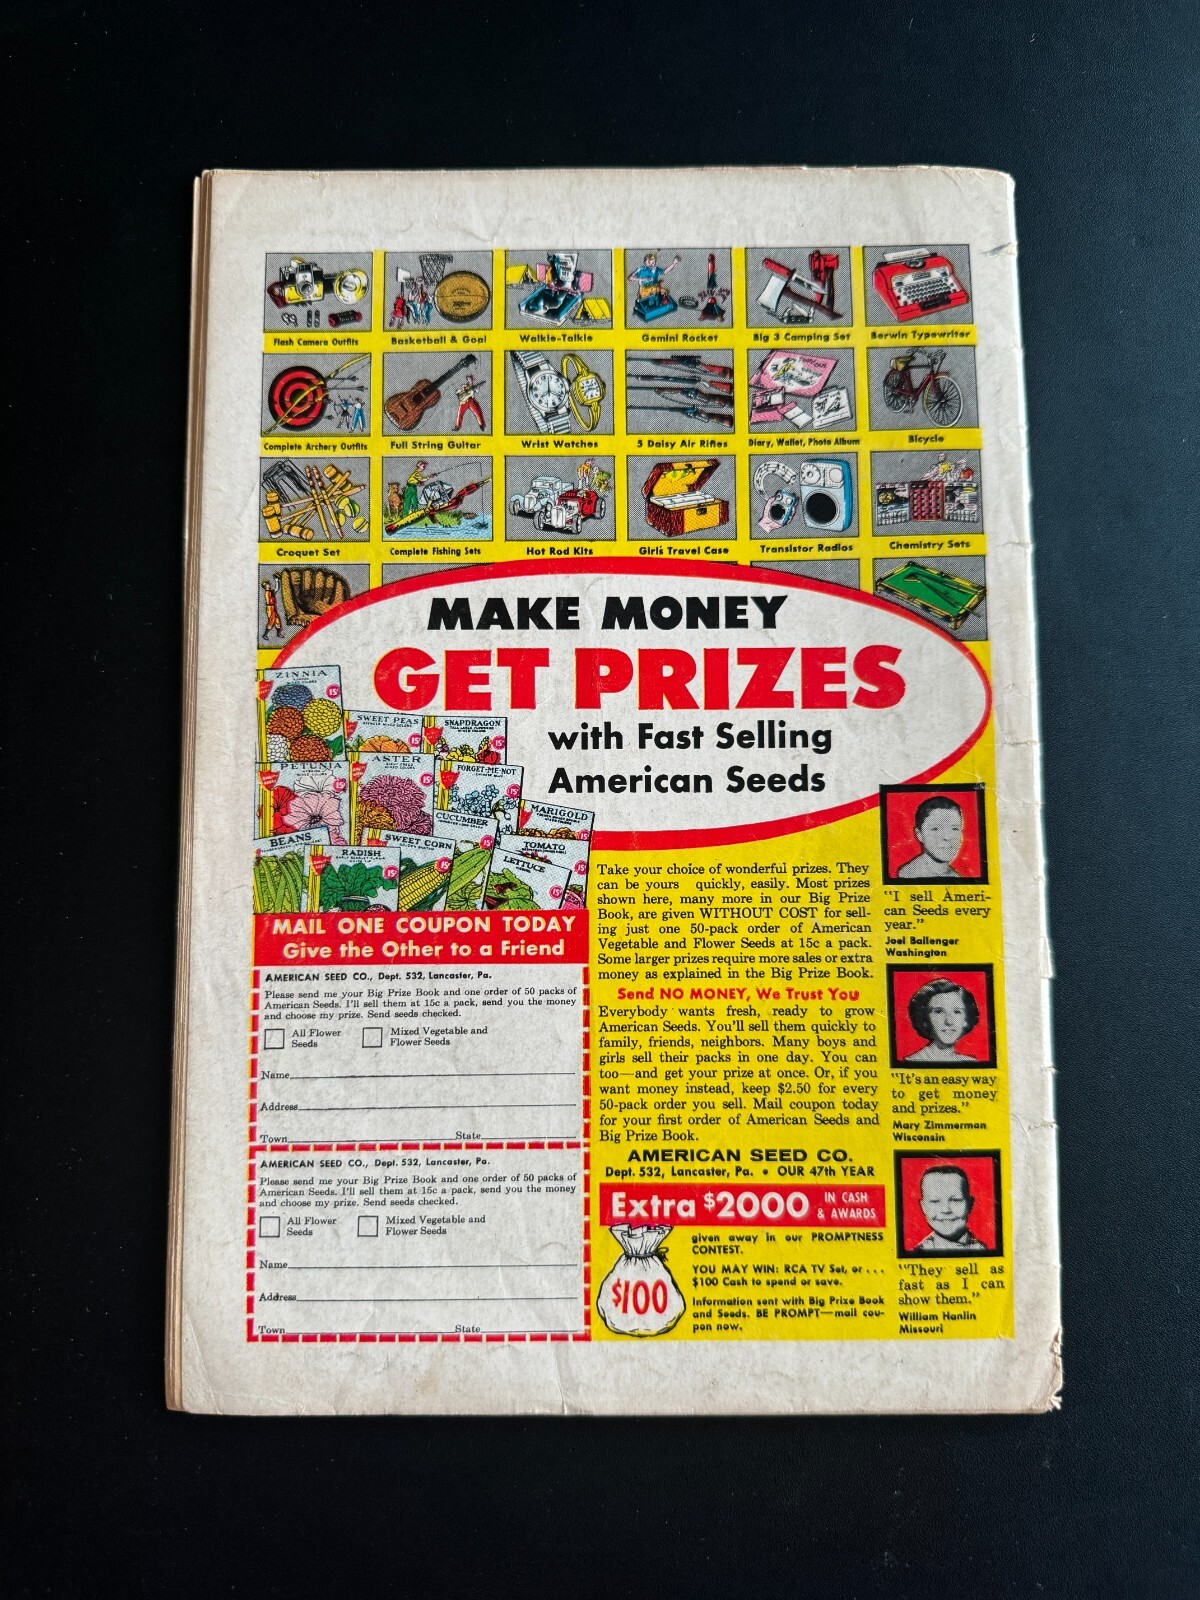 Flash Camera Outfits
Basketball & Goal
Walkie-Talkie
Gemini Rocket
Big 3 Camping Set
Berwin Typewriter
Complete Archery Outfits
Full String Guitar
Wrist Watches
5 Daisy Air Rifles
Diary, Wallet, Photo Album
Bicycle
Croquet Set
Complete Fishing Sets
Hot Rod Kits
Girl's Travel Case
Transistor Radios
Chemistry Sets
MAKE MONEY
GET PRIZES
with Fast Selling
American Seeds
ZINNIA
15¢
SWEET PEAS
15¢
SNAPDRAGON
15¢
PETUNIA
15¢
ASTER
15¢
FORGET-ME-NOT
15¢
MARIGOLD
CUCUMBER
BEANS
RADISH
15¢
SWEET CORN
15¢
TOMATO
15¢
LETTUCE
15¢
MAIL ONE COUPON TODAY
Give the Other to a Friend
AMERICAN SEED CO., Dept. 532, Lancaster, Pa.
Please send me your Big Prize Book and one order of 50 packs of
American Seeds. I'll sell them at 15c a pack, send you the money
and choose my prize. Send seeds checked.
All Flower
Seeds
Mixed Vegetable and
Flower Seeds
Name
Address
Town State
AMERICAN SEED CO., Dept. 532, Lancaster, Pa.
Please send me your Big Prize Book and one order of 50 packs of
American Seeds. I'll sell them at 15c a pack, send you the money
and choose my prize. Send seeds checked.
All Flower
Seeds
Mixed Vegetable and
Flower Seeds
Name
Address
Town State
Take your choice of wonderful prizes. They
can be yours quickly, easily. Most prizes
shown here, many more in our Big Prize
Book, are given WITHOUT COST for sell-
ing just one 50-pack order of American
Vegetable and Flower Seeds at 15c a pack.
Some larger prizes require more sales or extra
money as explained in the Big Prize Book.
Send NO MONEY, We Trust You
Everybody wants fresh, ready to grow
American Seeds. You'll sell them quickly to
family, friends, neighbors. Many boys and
girls sell their packs in one day. You can
too—and get your prize at once. Or, if you
want money instead, keep $2.50 for every
50-pack order you sell. Mail coupon today
for your first order of American Seeds and
Big Prize Book.
AMERICAN SEED CO.
Dept. 532, Lancaster, Pa. • OUR 47th YEAR
Extra $2000 IN CASH
& AWARDS
$100
given away in our PROMPTNESS
CONTEST.
YOU MAY WIN: RCA TV Set, or . . .
$100 Cash to spend or save.
Information sent with Big Prize Book
and Seeds. BE PROMPT—mail cou-
pon now.
"I sell Ameri-
can Seeds every
year."
Joel Ballenger
Washington
"It's an easy way
to get money
and prizes."
Mary Zimmerman
Wisconsin
"They sell as
fast as I can
show them."
William Hanlin
Missouri